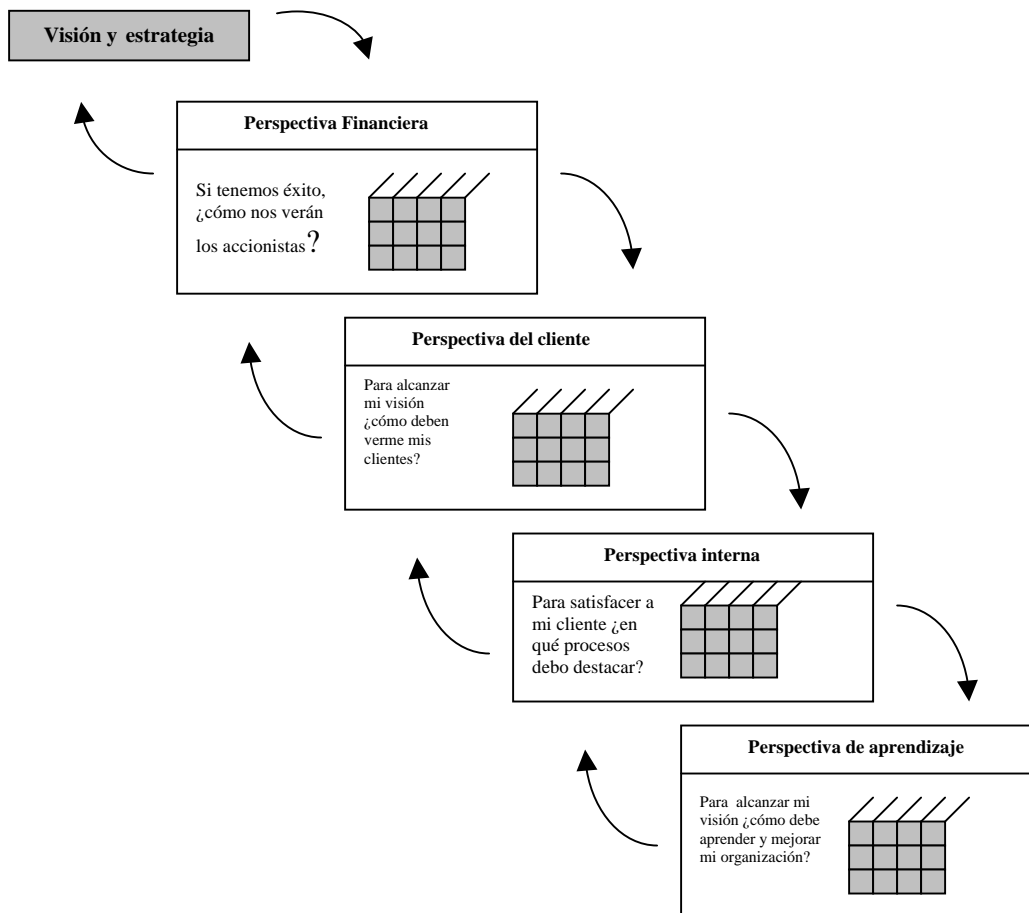 Visión y estrategia
Perspectiva Financiera
Si tenemos éxito,
¿cómo nos verán
los accionistas?
Perspectiva del cliente
Para alcanzar
mi visión
¿cómo deben
verme mis
clientes?
Perspectiva interna
Para satisfacer a
mi cliente ¿en
qué procesos
debo destacar?
Perspectiva de aprendizaje
Para alcanzar mi
visión ¿cómo debe
aprender y mejorar
mi organización?